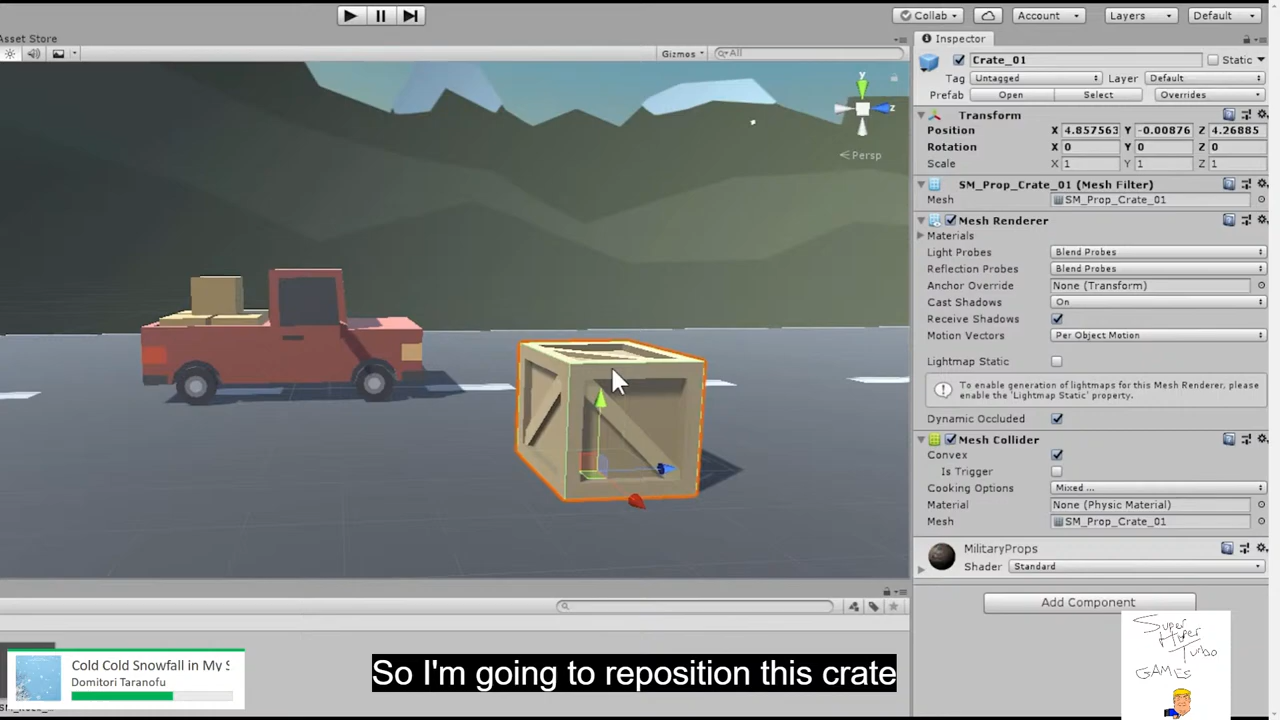 Collab
Account
Layers
Default
Asset Store
Gizmos
All
Inspector
y
z
Persp
Crate_01
Static
Tag Untagged Layer Default
Prefab Open Select Overrides
Transform
Position X 4.857563 Y -0.00876 Z 4.26885
Rotation X 0 Y 0 Z 0
Scale X 1 Y 1 Z 1
SM_Prop_Crate_01 (Mesh Filter)
Mesh SM_Prop_Crate_01
Mesh Renderer
Materials
Light Probes Blend Probes
Reflection Probes Blend Probes
Anchor Override None (Transform)
Cast Shadows On
Receive Shadows
Motion Vectors Per Object Motion
Lightmap Static
To enable generation of lightmaps for this Mesh Renderer, please
enable the 'Lightmap Static' property.
Dynamic Occluded
Mesh Collider
Convex
Is Trigger
Cooking Options Mixed ...
Material None (Physic Material)
Mesh SM_Prop_Crate_01
MilitaryProps
Shader Standard
Add Component
Cold Cold Snowfall in My S
Domitori Taranofu
So I'm going to reposition this crate
Super
Hyper
Turbo
GAMES